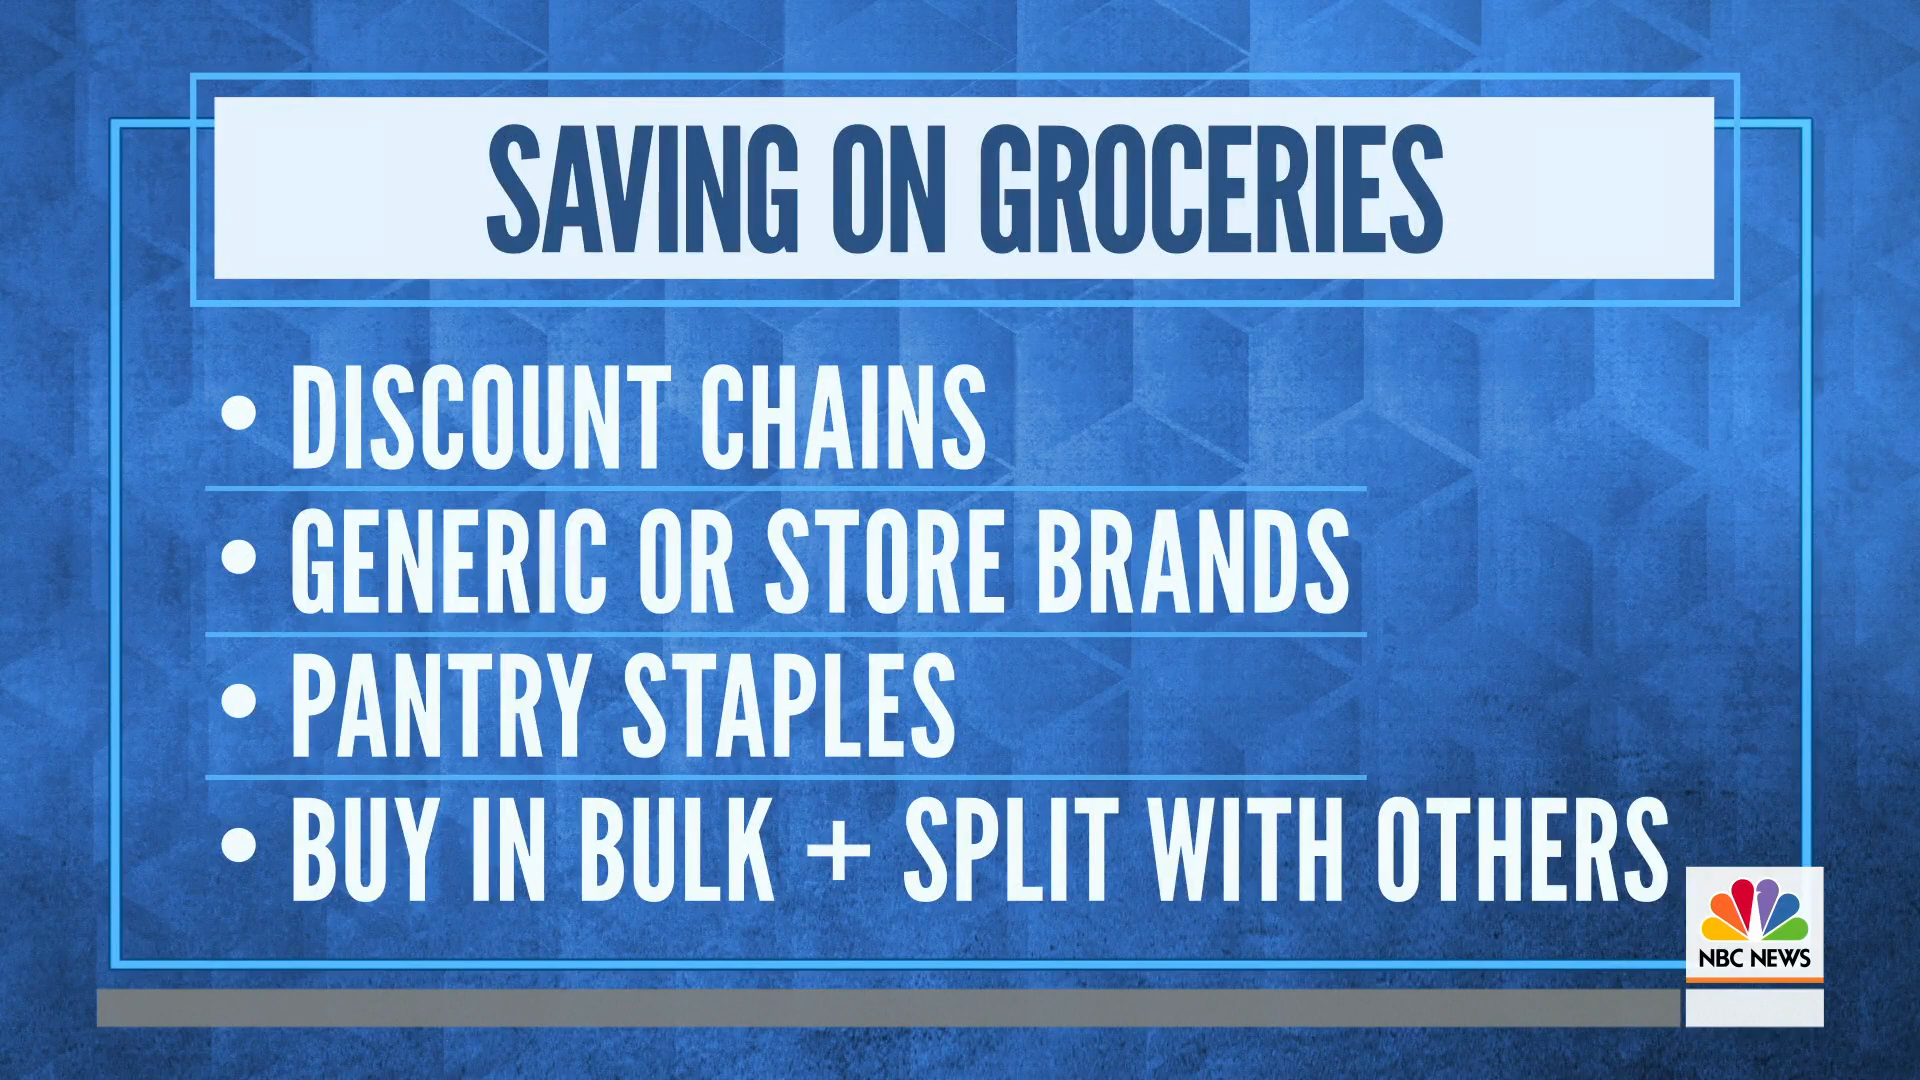 SAVING ON GROCERIES
• DISCOUNT CHAINS
• GENERIC OR STORE BRANDS
• PANTRY STAPLES
• BUY IN BULK + SPLIT WITH OTHERS
NBC NEWS